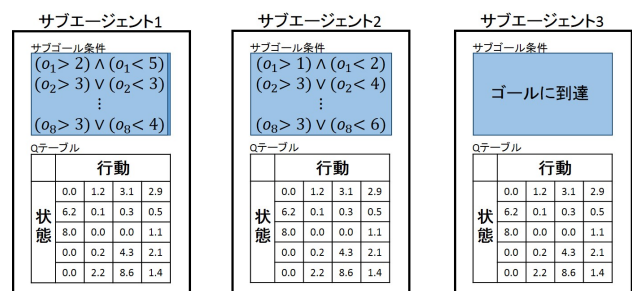 サブエージェント1
サブゴール条件
(o₁> 2) ∧ (o₁< 5)
(o₂> 3) ∨ (o₂< 3)
⋮
(o₈> 3) ∨ (o₈< 4)
Qテーブル
行動
状態
0.0 1.2 3.1 2.9
6.2 0.1 0.3 0.5
8.0 0.0 0.0 1.1
0.0 0.2 4.3 2.1
0.0 2.2 8.6 1.4
サブエージェント2
サブゴール条件
(o₁> 1) ∧ (o₁< 2)
(o₂> 3) ∨ (o₂< 4)
⋮
(o₈> 3) ∨ (o₈< 6)
Qテーブル
行動
状態
0.0 1.2 3.1 2.9
6.2 0.1 0.3 0.5
8.0 0.0 0.0 1.1
0.0 0.2 4.3 2.1
0.0 2.2 8.6 1.4
サブエージェント3
サブゴール条件
ゴールに到達
Qテーブル
行動
状態
0.0 1.2 3.1 2.9
6.2 0.1 0.3 0.5
8.0 0.0 0.0 1.1
0.0 0.2 4.3 2.1
0.0 2.2 8.6 1.4